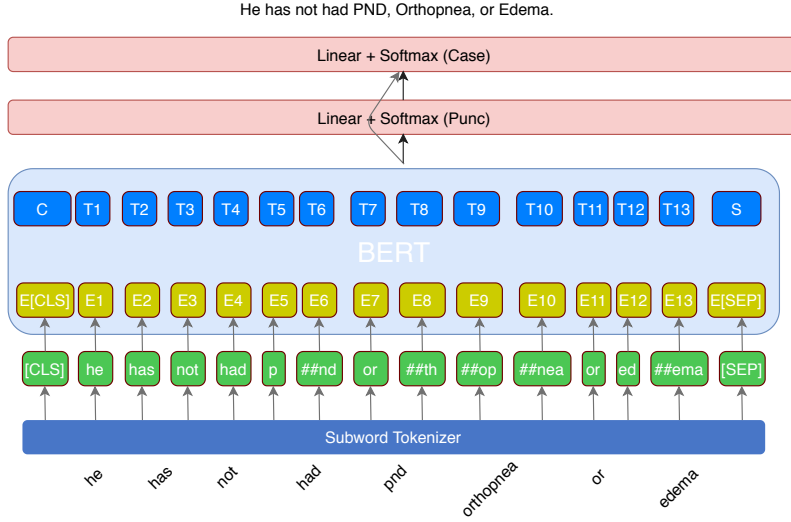 He has not had PND, Orthopnea, or Edema.
Linear + Softmax (Case)
Linear + Softmax (Punc)
C T1 T2 T3 T4 T5 T6 T7 T8 T9 T10 T11 T12 T13 S
BERT
E[CLS] E1 E2 E3 E4 E5 E6 E7 E8 E9 E10 E11 E12 E13 E[SEP]
[CLS] he has not had p ##nd or ##th ##op ##nea or ed ##ema [SEP]
Subword Tokenizer
he has not had pnd orthopnea or edema